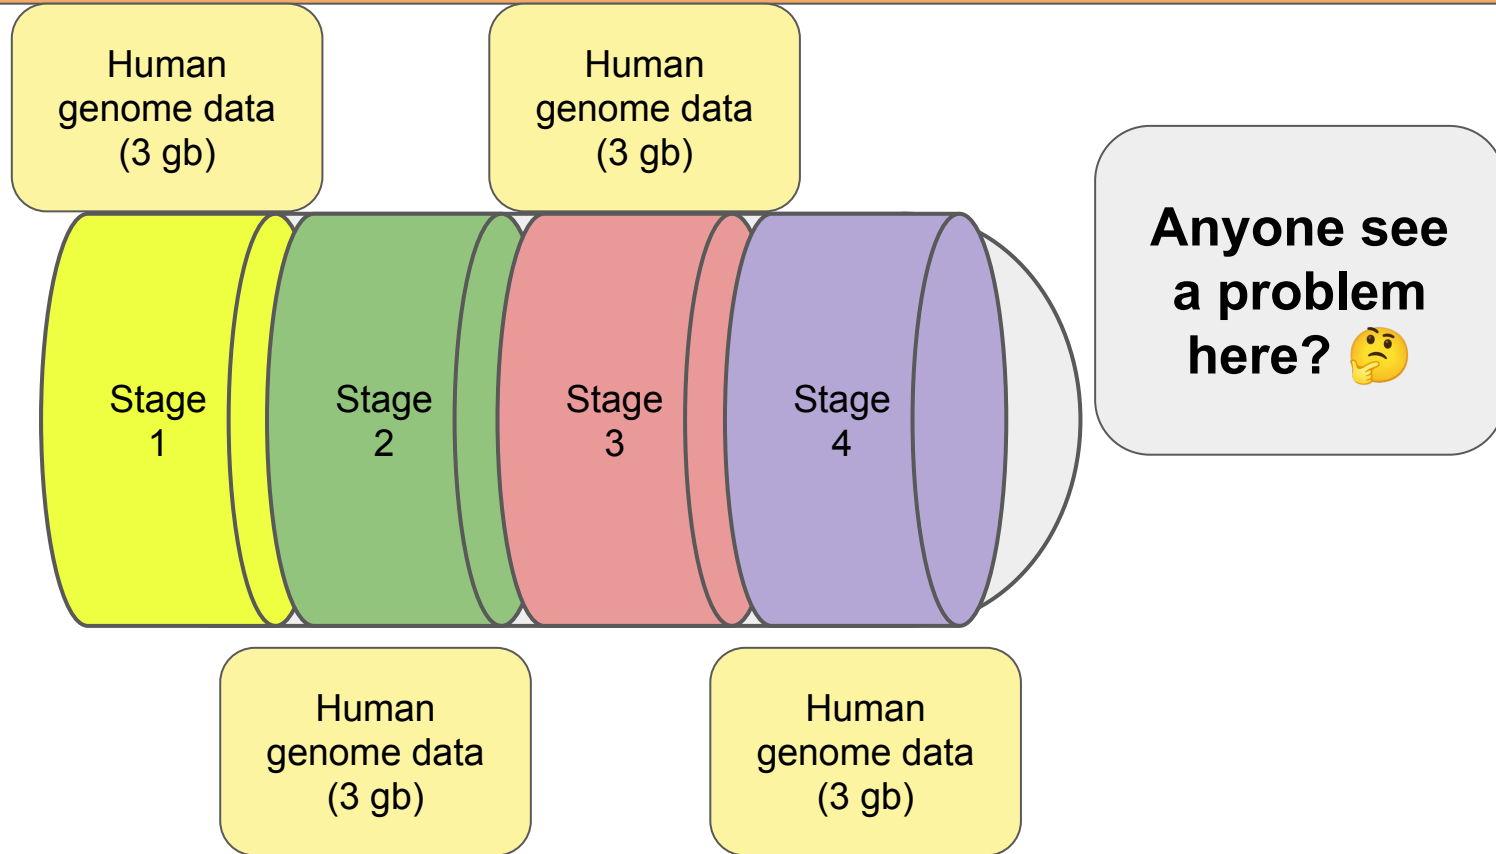 Human
genome data
(3 gb)
Human
genome data
(3 gb)
Anyone see
a problem
here? 🤔
Stage
1
Stage
2
Stage
3
Stage
4
Human
genome data
(3 gb)
Human
genome data
(3 gb)